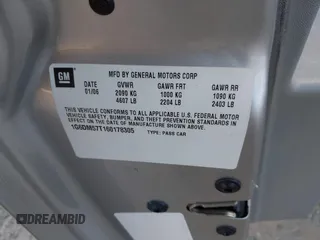 GM
MFD BY GENERAL MOTORS CORP
DATE GVWR GAWR FRT GAWR RR
01/06 2090 KG 1000 KG 1090 KG
4607 LB 2204 LB 2403 LB
THIS VEHICLE CONFORMS TO ALL APPLICABLE U.S. FEDERAL MOTOR
VEHICLE SAFETY, BUMPER, AND THEFT PREVENTION STANDARDS
IN EFFECT ON THE DATE OF MANUFACTURE SHOWN ABOVE.
1G6DM57T160178305 TYPE: PASS CAR
DREAMBID